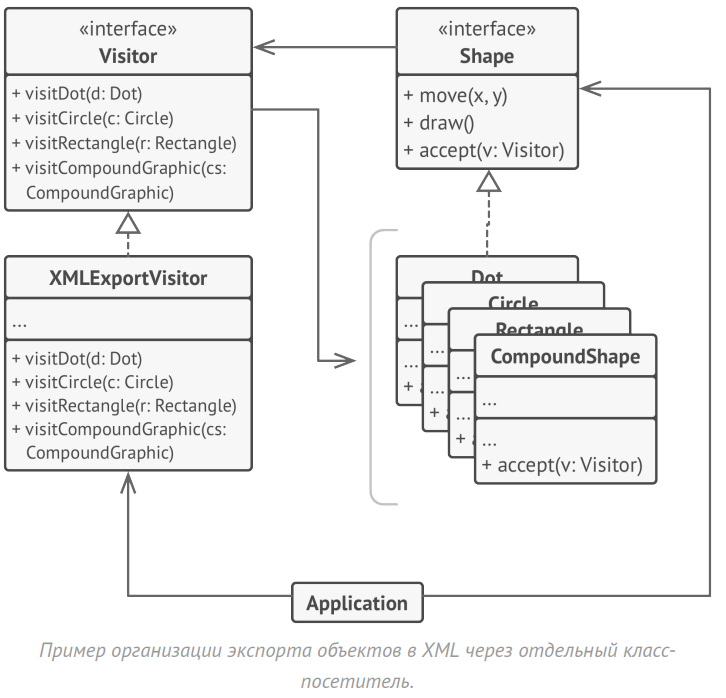 «interface»
Visitor
+ visitDot(d: Dot)
+ visitCircle(c: Circle)
+ visitRectangle(r: Rectangle)
+ visitCompoundGraphic(cs:
CompoundGraphic)
«interface»
Shape
+ move(x, y)
+ draw()
+ accept(v: Visitor)
XMLExportVisitor
...
+ visitDot(d: Dot)
+ visitCircle(c: Circle)
+ visitRectangle(r: Rectangle)
+ visitCompoundGraphic(cs:
CompoundGraphic)
Dot
...
...
+
Circle
...
...
+
Rectangle
...
...
+
CompoundShape
...
...
+ accept(v: Visitor)
Application
Пример организации экспорта объектов в XML через отдельный класс-
посетитель.